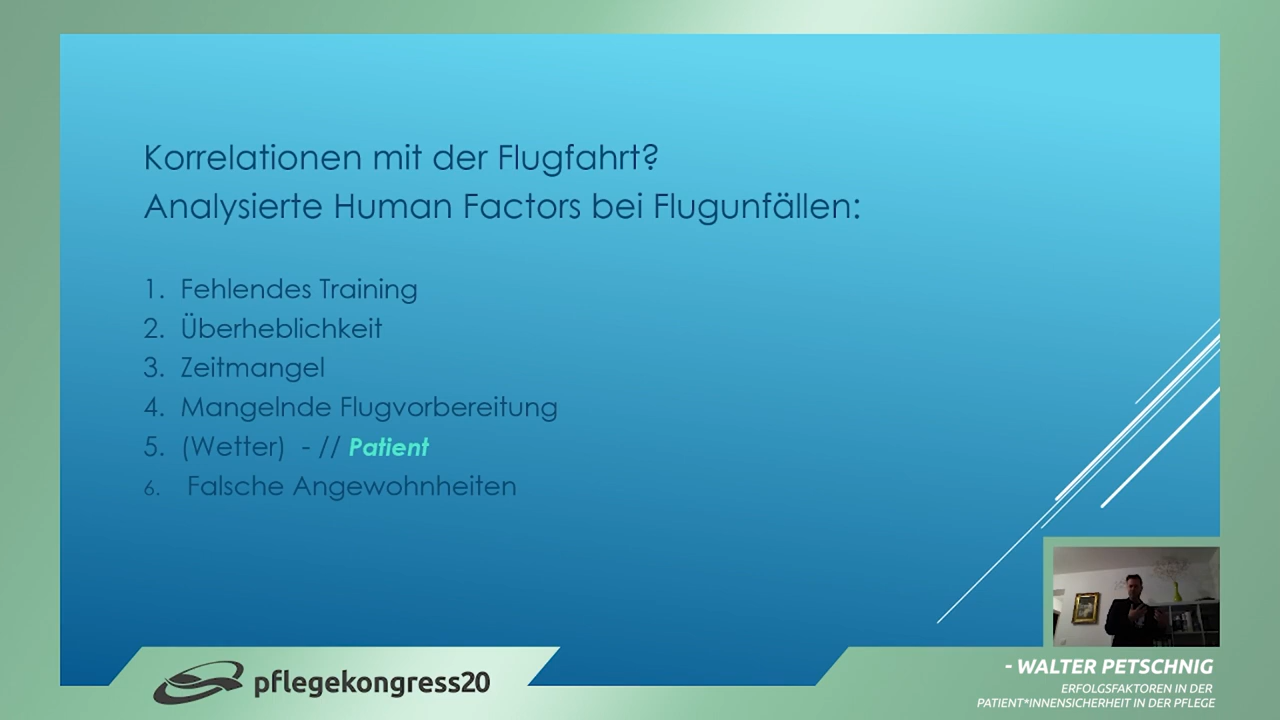 Korrelationen mit der Flugfahrt?
Analysierte Human Factors bei Flugunfällen:
1. Fehlendes Training
2. Überheblichkeit
3. Zeitmangel
4. Mangelnde Flugvorbereitung
5. (Wetter) - // Patient
6. Falsche Angewohnheiten
pflegekongress20
- WALTER PETSCHNIG
ERFOLGSFAKTOREN IN DER
PATIENT*INNENSICHERHEIT IN DER PFLEGE